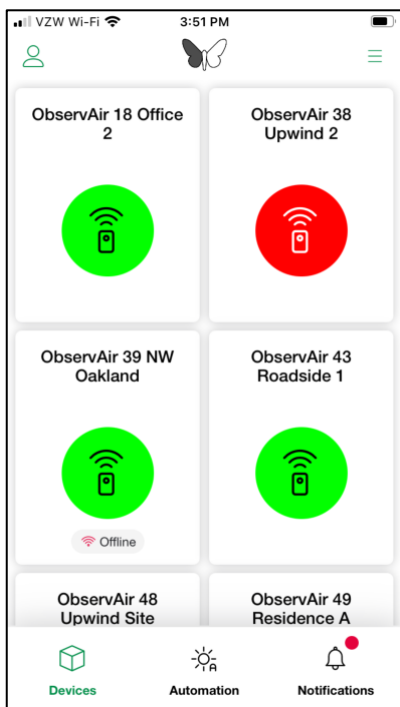 VZW Wi-Fi 3:51 PM
ObservAir 18 Office
2
ObservAir 38
Upwind 2
ObservAir 39 NW
Oakland
Offline
ObservAir 43
Roadside 1
ObservAir 48
Upwind Site
ObservAir 49
Residence A
Devices
A
Automation
Notifications